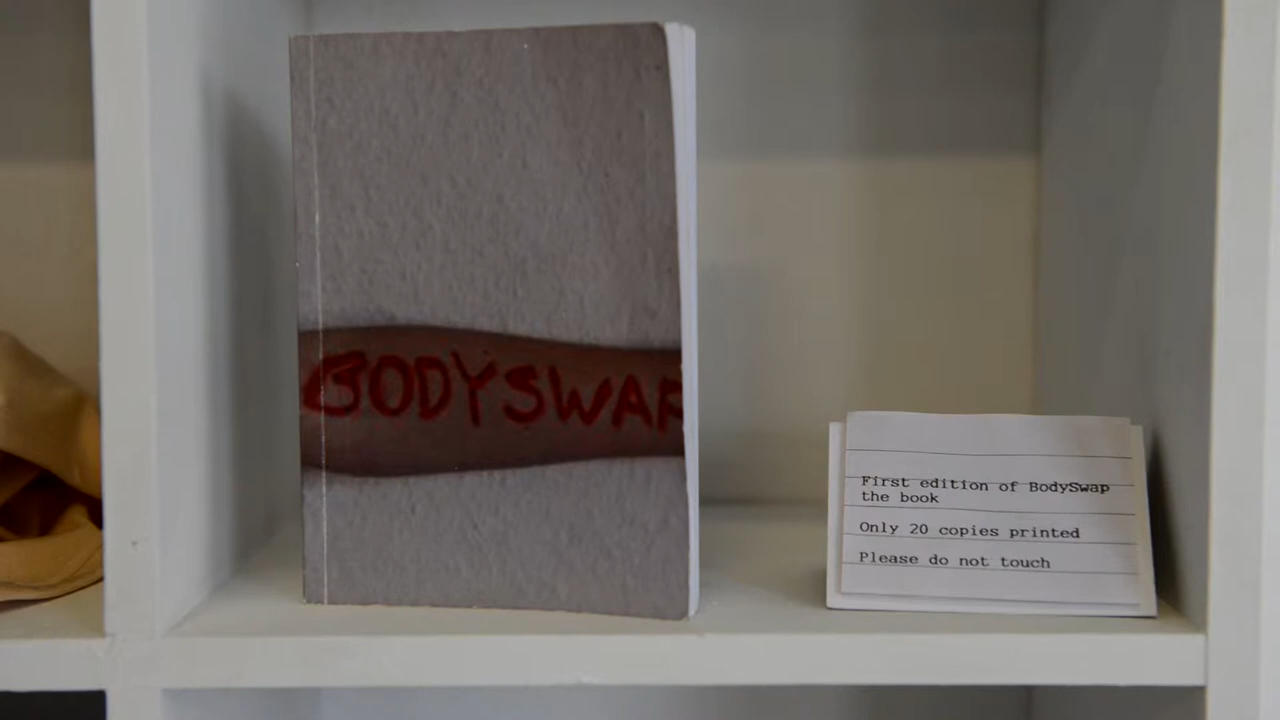 BODYSWAP
First edition of BodySwap
the book
Only 20 copies printed
Please do not touch